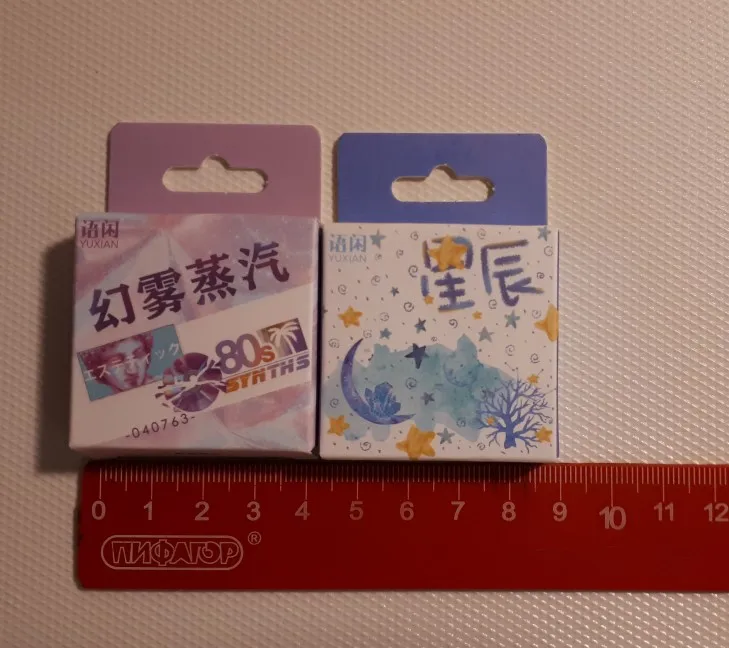 语闲
YUXIAN
幻雾蒸汽
エステティック
80s
SYNTHS
-040763-
语闲
YUXIAN
星辰
0 1 2 3 4 5 6 7 8 9 10 11 12
ПИФАГОР®